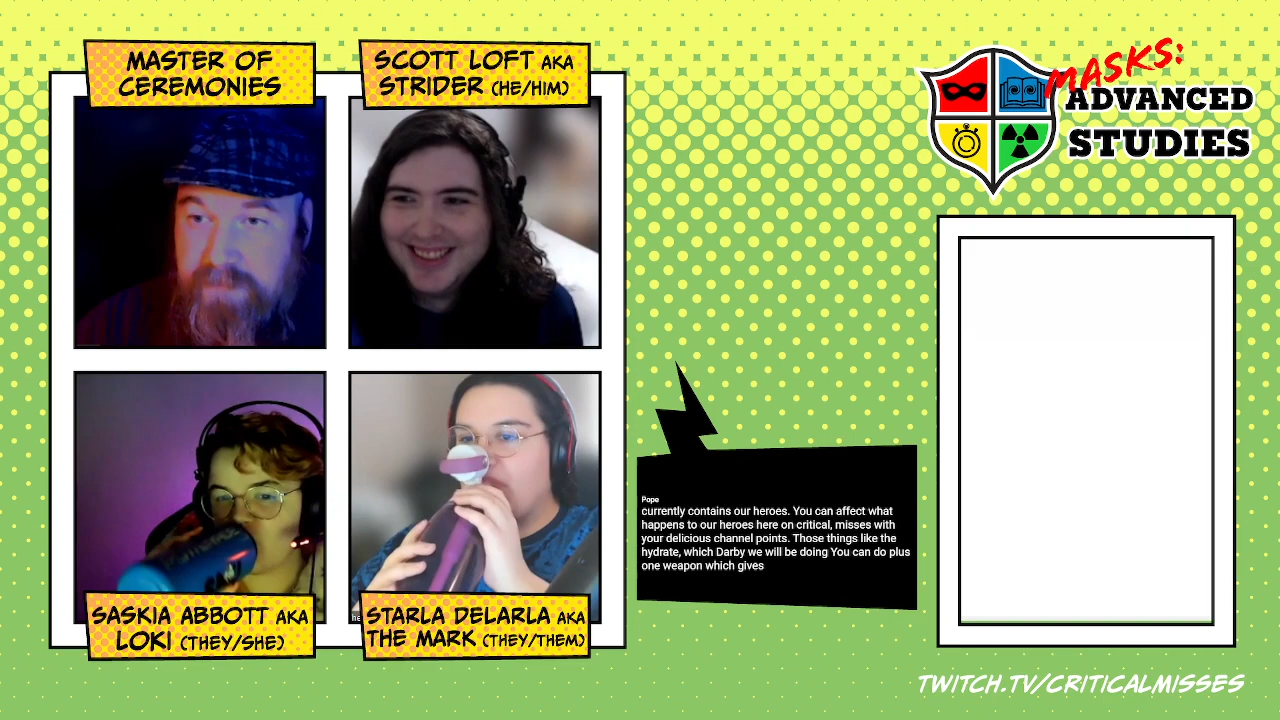 MASTER OF
CEREMONIES
SCOTT LOFT AKA
STRIDER (HE/HIM)
MASKS:
ADVANCED
STUDIES
Pope
currently contains our heroes. You can affect what
happens to our heroes here on critical, misses with
your delicious channel points. Those things like the
hydrate, which Darby we will be doing You can do plus
one weapon which gives
SASKIA ABBOTT AKA
LOKI (THEY/SHE)
STARLA DELARLA AKA
THE MARK (THEY/THEM)
TWITCH.TV/CRITICALMISSES